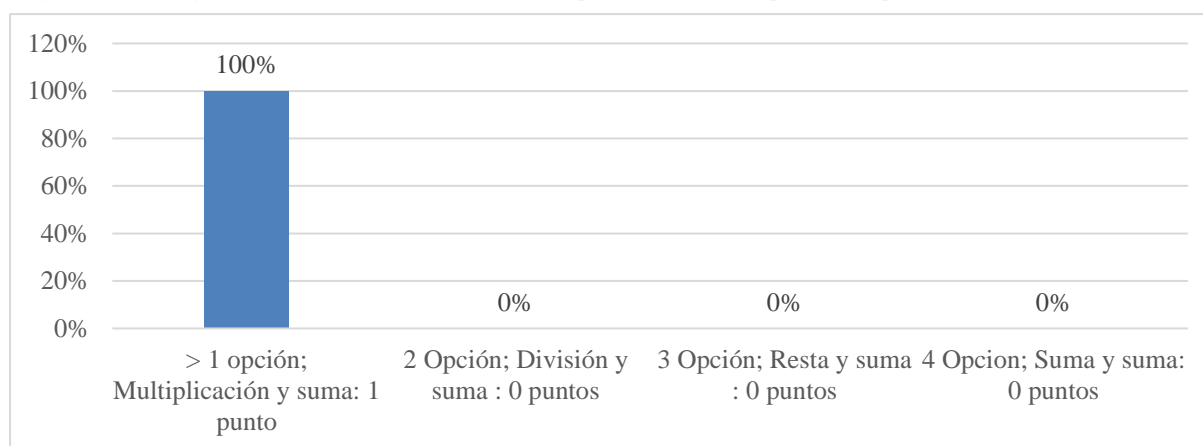 120%
100%
100%
80%
60%
40%
20%
0%
0%
0%
0%
> 1 opción;
Multiplicación y suma: 1
punto
2 Opción; División y
suma : 0 puntos
3 Opción; Resta y suma
: 0 puntos
4 Opcion; Suma y suma:
0 puntos